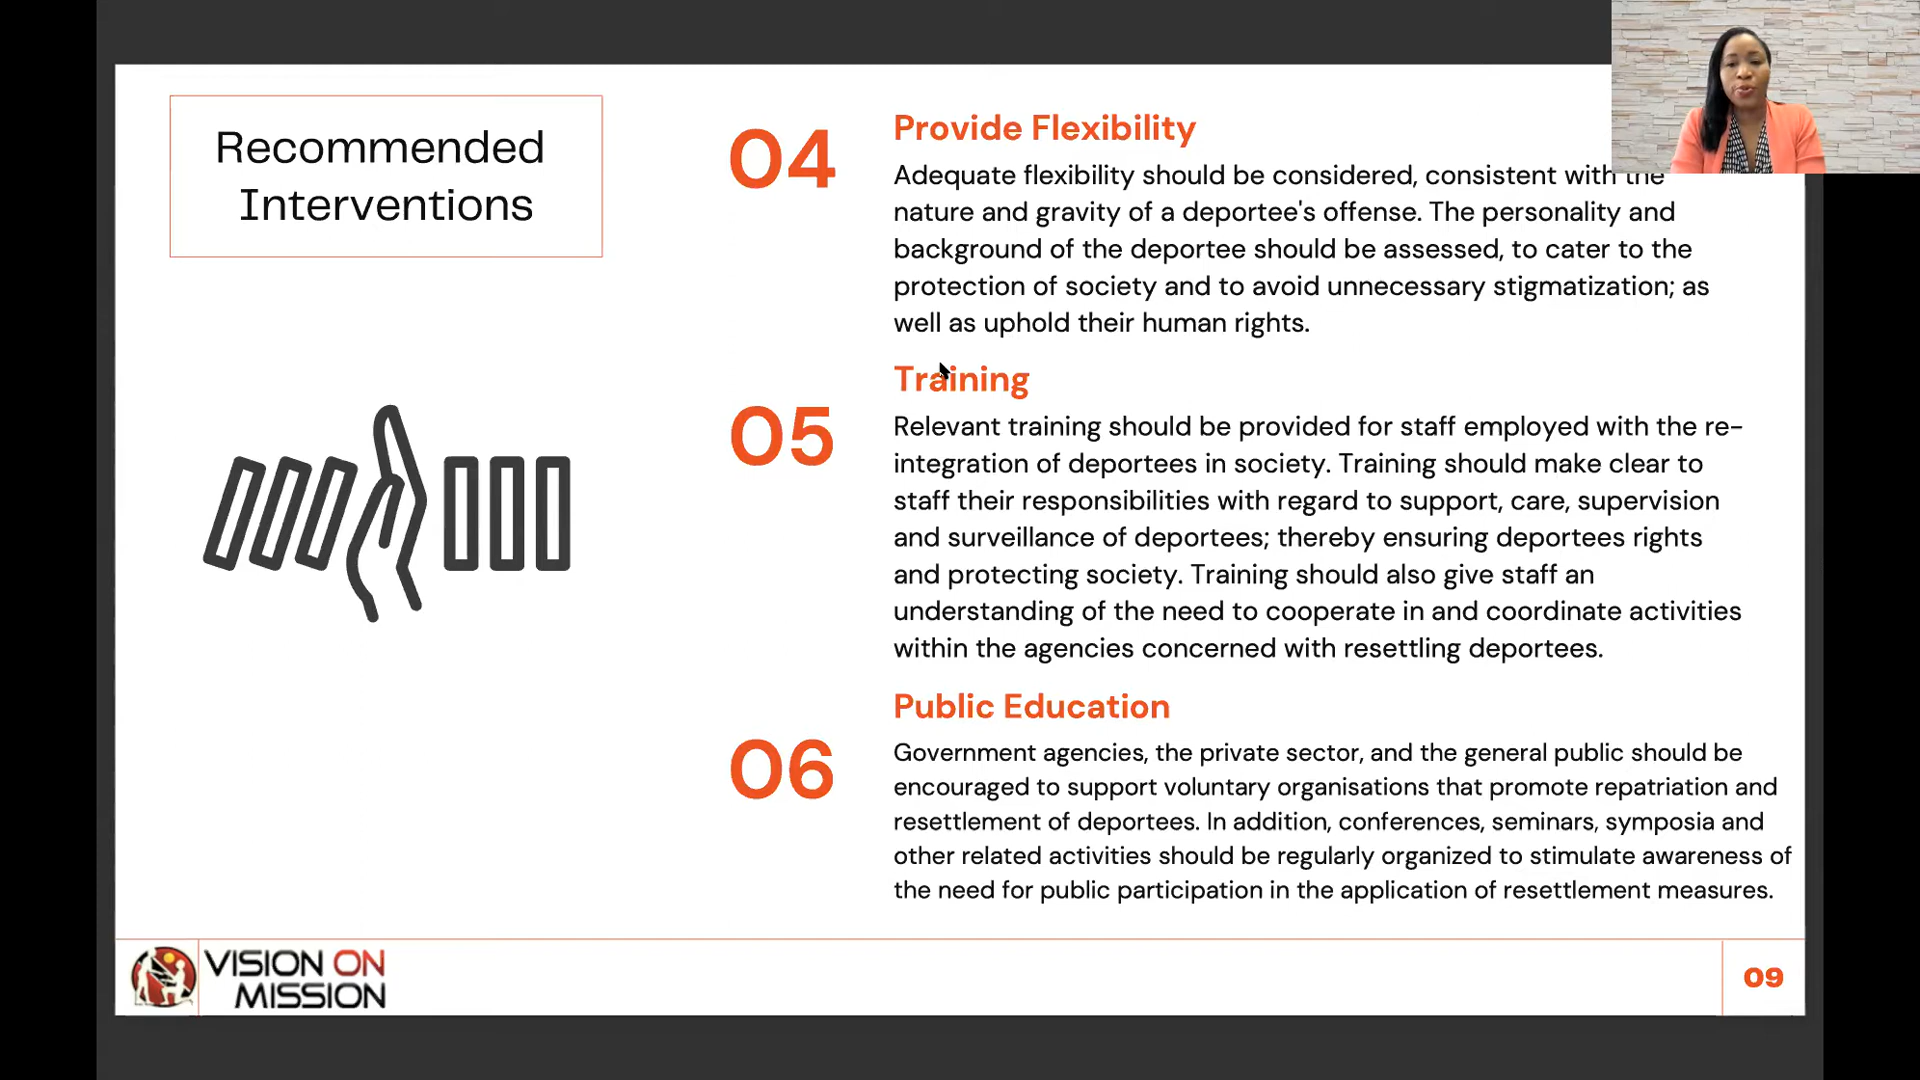 Recommended
Interventions
04
Provide Flexibility
Adequate flexibility should be considered, consistent with the
nature and gravity of a deportee's offense. The personality and
background of the deportee should be assessed, to cater to the
protection of society and to avoid unnecessary stigmatization; as
well as uphold their human rights.
05
Training
Relevant training should be provided for staff employed with the re-
integration of deportees in society. Training should make clear to
staff their responsibilities with regard to support, care, supervision
and surveillance of deportees; thereby ensuring deportees rights
and protecting society. Training should also give staff an
understanding of the need to cooperate in and coordinate activities
within the agencies concerned with resettling deportees.
06
Public Education
Government agencies, the private sector, and the general public should be
encouraged to support voluntary organisations that promote repatriation and
resettlement of deportees. In addition, conferences, seminars, symposia and
other related activities should be regularly organized to stimulate awareness of
the need for public participation in the application of resettlement measures.
VISION ON
MISSION
09